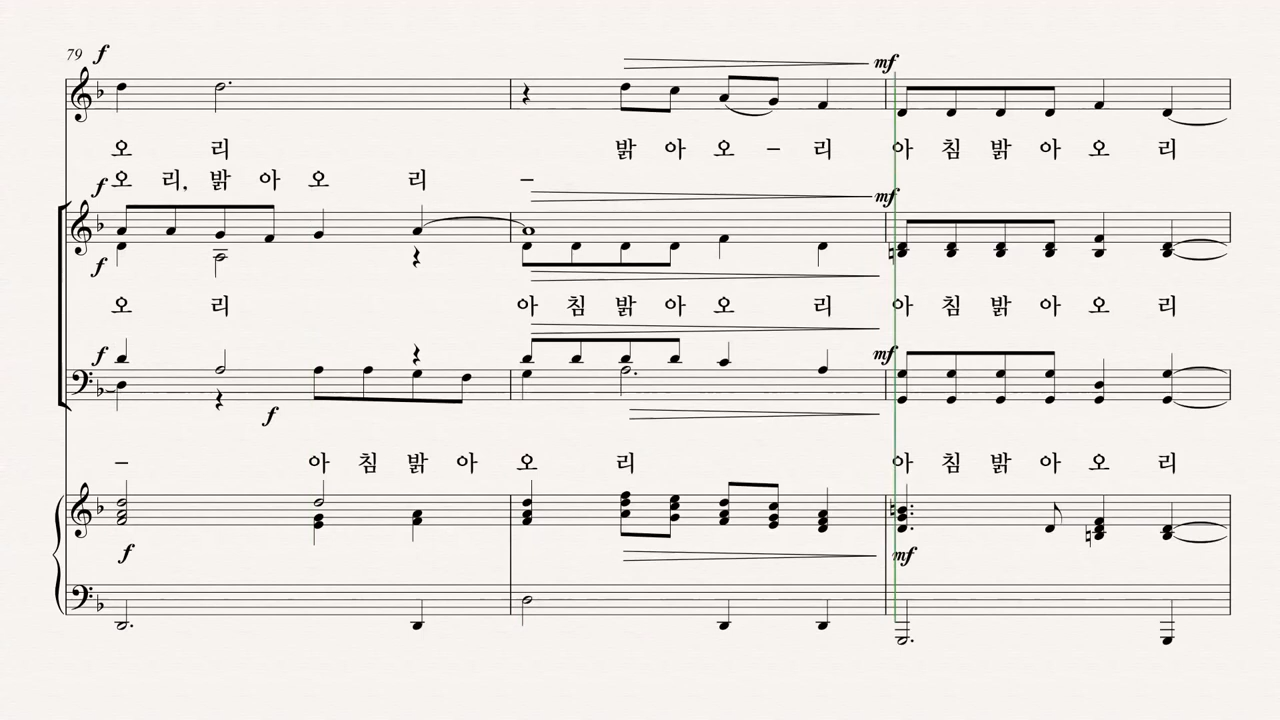 79 f
mf
오 리 밝 아 오 – 리 아 침 밝 아 오 리
f 오 리, 밝 아 오 리 –
mf
f
오 리 아 침 밝 아 오 리 아 침 밝 아 오 리
f mf
f
– 아 침 밝 아 오 리 아 침 밝 아 오 리
f mf